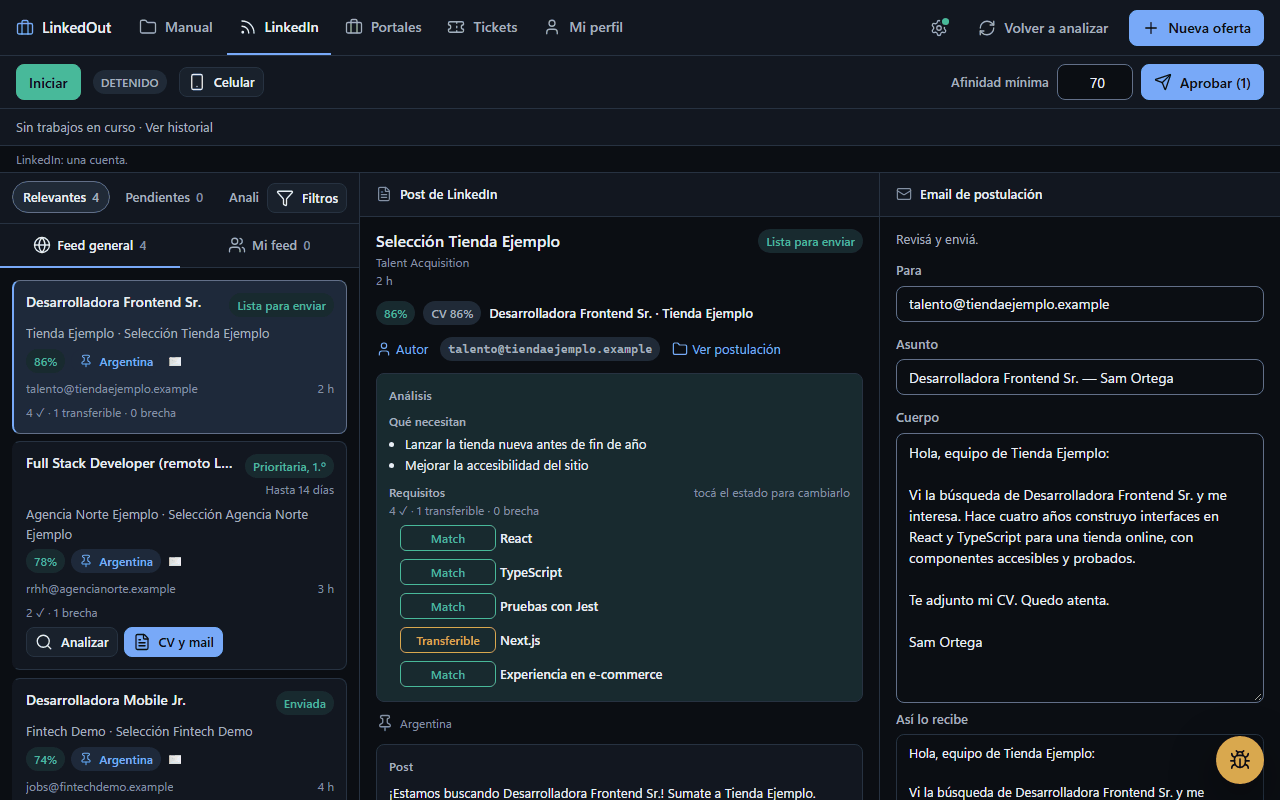 LinkedOut
Manual
LinkedIn
Portales
Tickets
Mi perfil
Volver a analizar
Nueva oferta
Iniciar
DETENIDO
Celular
Afinidad mínima
70
Aprobar (1)
Sin trabajos en curso · Ver historial
LinkedIn: una cuenta.
Relevantes 4
Pendientes 0
Anali
Filtros
Feed general 4
Mi feed 0
Desarrolladora Frontend Sr.
Lista para enviar
Tienda Ejemplo · Selección Tienda Ejemplo
86%
Argentina
talento@tiendaejemplo.example
2 h
4 ✓ · 1 transferible · 0 brecha
Full Stack Developer (remoto L...
Prioritaria, 1.º
Hasta 14 días
Agencia Norte Ejemplo · Selección Agencia Norte
Ejemplo
78%
Argentina
rrhh@agencianorte.example
3 h
2 ✓ · 1 brecha
Analizar
CV y mail
Desarrolladora Mobile Jr.
Enviada
Fintech Demo · Selección Fintech Demo
74%
Argentina
jobs@fintechdemo.example
4 h
Post de LinkedIn
Selección Tienda Ejemplo
Lista para enviar
Talent Acquisition
2 h
86%
CV 86%
Desarrolladora Frontend Sr. · Tienda Ejemplo
Autor
talento@tiendaejemplo.example
Ver postulación
Análisis
Qué necesitan
• Lanzar la tienda nueva antes de fin de año
• Mejorar la accesibilidad del sitio
Requisitos
tocá el estado para cambiarlo
4 ✓ · 1 transferible · 0 brecha
Match React
Match TypeScript
Match Pruebas con Jest
Transferible Next.js
Match Experiencia en e-commerce
Argentina
Post
¡Estamos buscando Desarrolladora Frontend Sr.! Sumate a Tienda Ejemplo.
Email de postulación
Revisá y enviá.
Para
talento@tiendaejemplo.example
Asunto
Desarrolladora Frontend Sr. — Sam Ortega
Cuerpo
Hola, equipo de Tienda Ejemplo:
Vi la búsqueda de Desarrolladora Frontend Sr. y me
interesa. Hace cuatro años construyo interfaces en
React y TypeScript para una tienda online, con
componentes accesibles y probados.
Te adjunto mi CV. Quedo atenta.
Sam Ortega
Así lo recibe
Hola, equipo de Tienda Ejemplo:
Vi la búsqueda de Desarrolladora Frontend Sr. y me